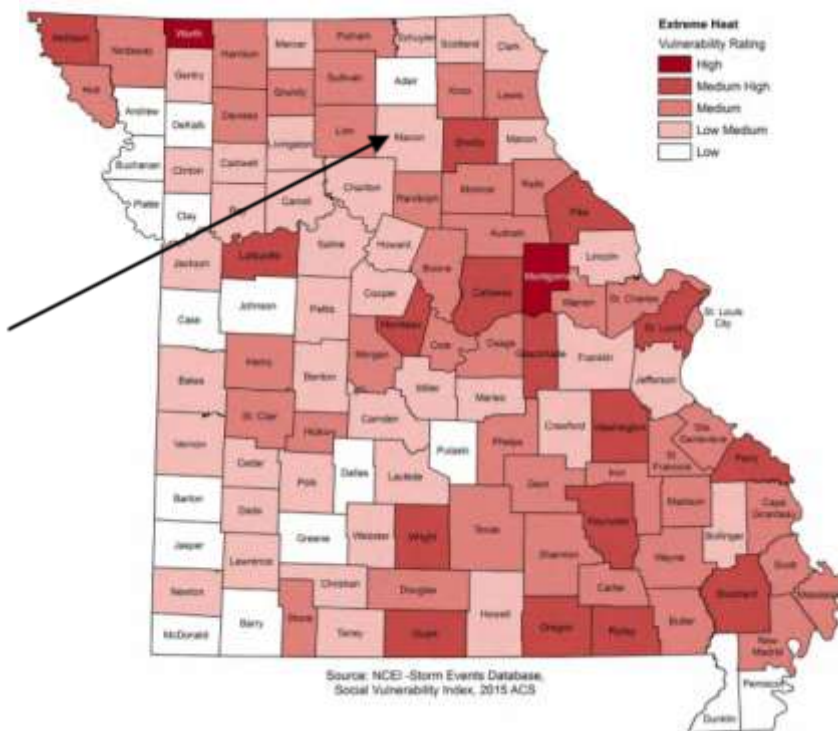 Extreme Heat
Vulnerability Rating
High
Medium High
Medium
Low Medium
Low
Atchison
Nodaway
Worth
Harrison
Mercer
Putnam
Schuyler
Scotland
Clark
Holt
Gentry
Sullivan
Adair
Knox
Lewis
Andrew
DeKalb
Daviess
Grundy
Linn
Macon
Shelby
Buchanan
Clinton
Caldwell
Livingston
Chariton
Randolph
Monroe
Ralls
Platte
Clay
Ray
Carroll
Pike
Audrain
Jackson
Lafayette
Saline
Howard
Boone
Callaway
Montgomery
Lincoln
Cass
Johnson
Pettis
Cooper
Moniteau
Cole
Osage
Gasconade
Warren
St. Charles
St. Louis
St. Louis
City
Franklin
Jefferson
Bates
Henry
Benton
Morgan
Miller
Maries
Vernon
St. Clair
Hickory
Camden
Pulaski
Phelps
Crawford
Washington
St.
Francois
Ste.
Genevieve
Perry
Barton
Cedar
Polk
Dallas
Laclede
Dent
Iron
Madison
Cape
Girardeau
Jasper
Dade
Greene
Webster
Wright
Texas
Shannon
Reynolds
Wayne
Bollinger
Scott
Newton
Lawrence
Christian
Douglas
Howell
Carter
Butler
Stoddard
McDonald
Barry
Stone
Taney
Ozark
Oregon
Ripley
New
Madrid
Pemiscot
Dunklin
Source: NCEI -Storm Events Database,
Social Vulnerability Index, 2015 ACS